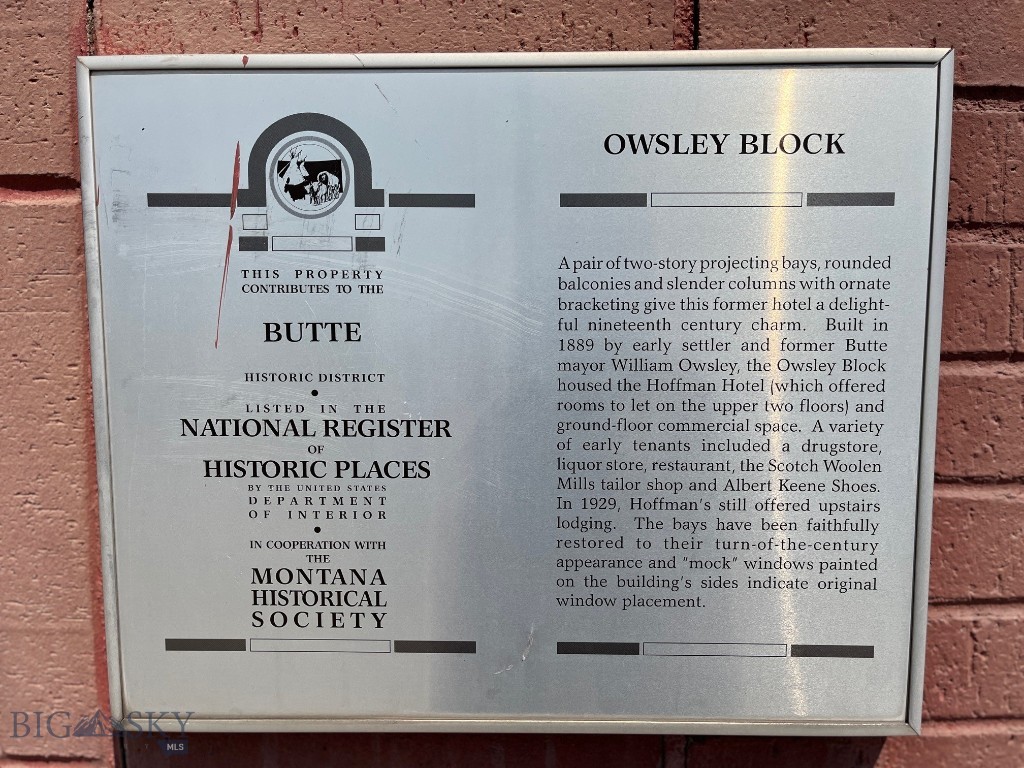 THIS PROPERTY
CONTRIBUTES TO THE
BUTTE
HISTORIC DISTRICT
LISTED IN THE
NATIONAL REGISTER
OF
HISTORIC PLACES
BY THE UNITED STATES
DEPARTMENT
OF INTERIOR
IN COOPERATION WITH
THE
MONTANA
HISTORICAL
SOCIETY
OWSLEY BLOCK
A pair of two-story projecting bays, rounded
balconies and slender columns with ornate
bracketing give this former hotel a delight-
ful nineteenth century charm. Built in
1889 by early settler and former Butte
mayor William Owsley, the Owsley Block
housed the Hoffman Hotel (which offered
rooms to let on the upper two floors) and
ground-floor commercial space. A variety
of early tenants included a drugstore,
liquor store, restaurant, the Scotch Woolen
Mills tailor shop and Albert Keene Shoes.
In 1929, Hoffman's still offered upstairs
lodging. The bays have been faithfully
restored to their turn-of-the-century
appearance and "mock" windows painted
on the building's sides indicate original
window placement.
BIG SKY
MLS